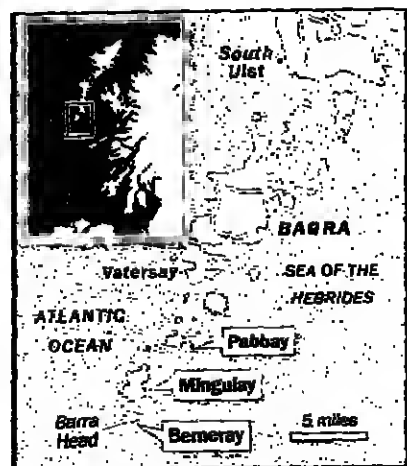 South
Uist
BARRA
Vatersay
SEA OF THE
HEBRIDES
ATLANTIC
OCEAN
Pabbay
Mingulay
Barra
Head
Berneray
5 miles